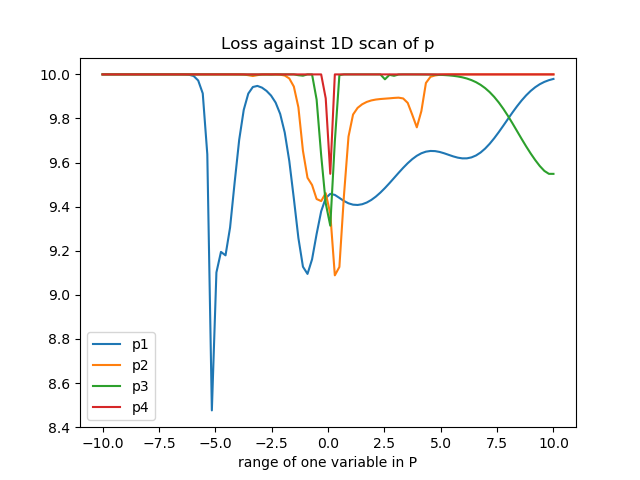 Loss against 1D scan of p
10.0
9.8
9.6
9.4
9.2
9.0
8.8
8.6
8.4
p1
p2
p3
p4
−10.0 −7.5 −5.0 −2.5 0.0 2.5 5.0 7.5 10.0
range of one variable in P